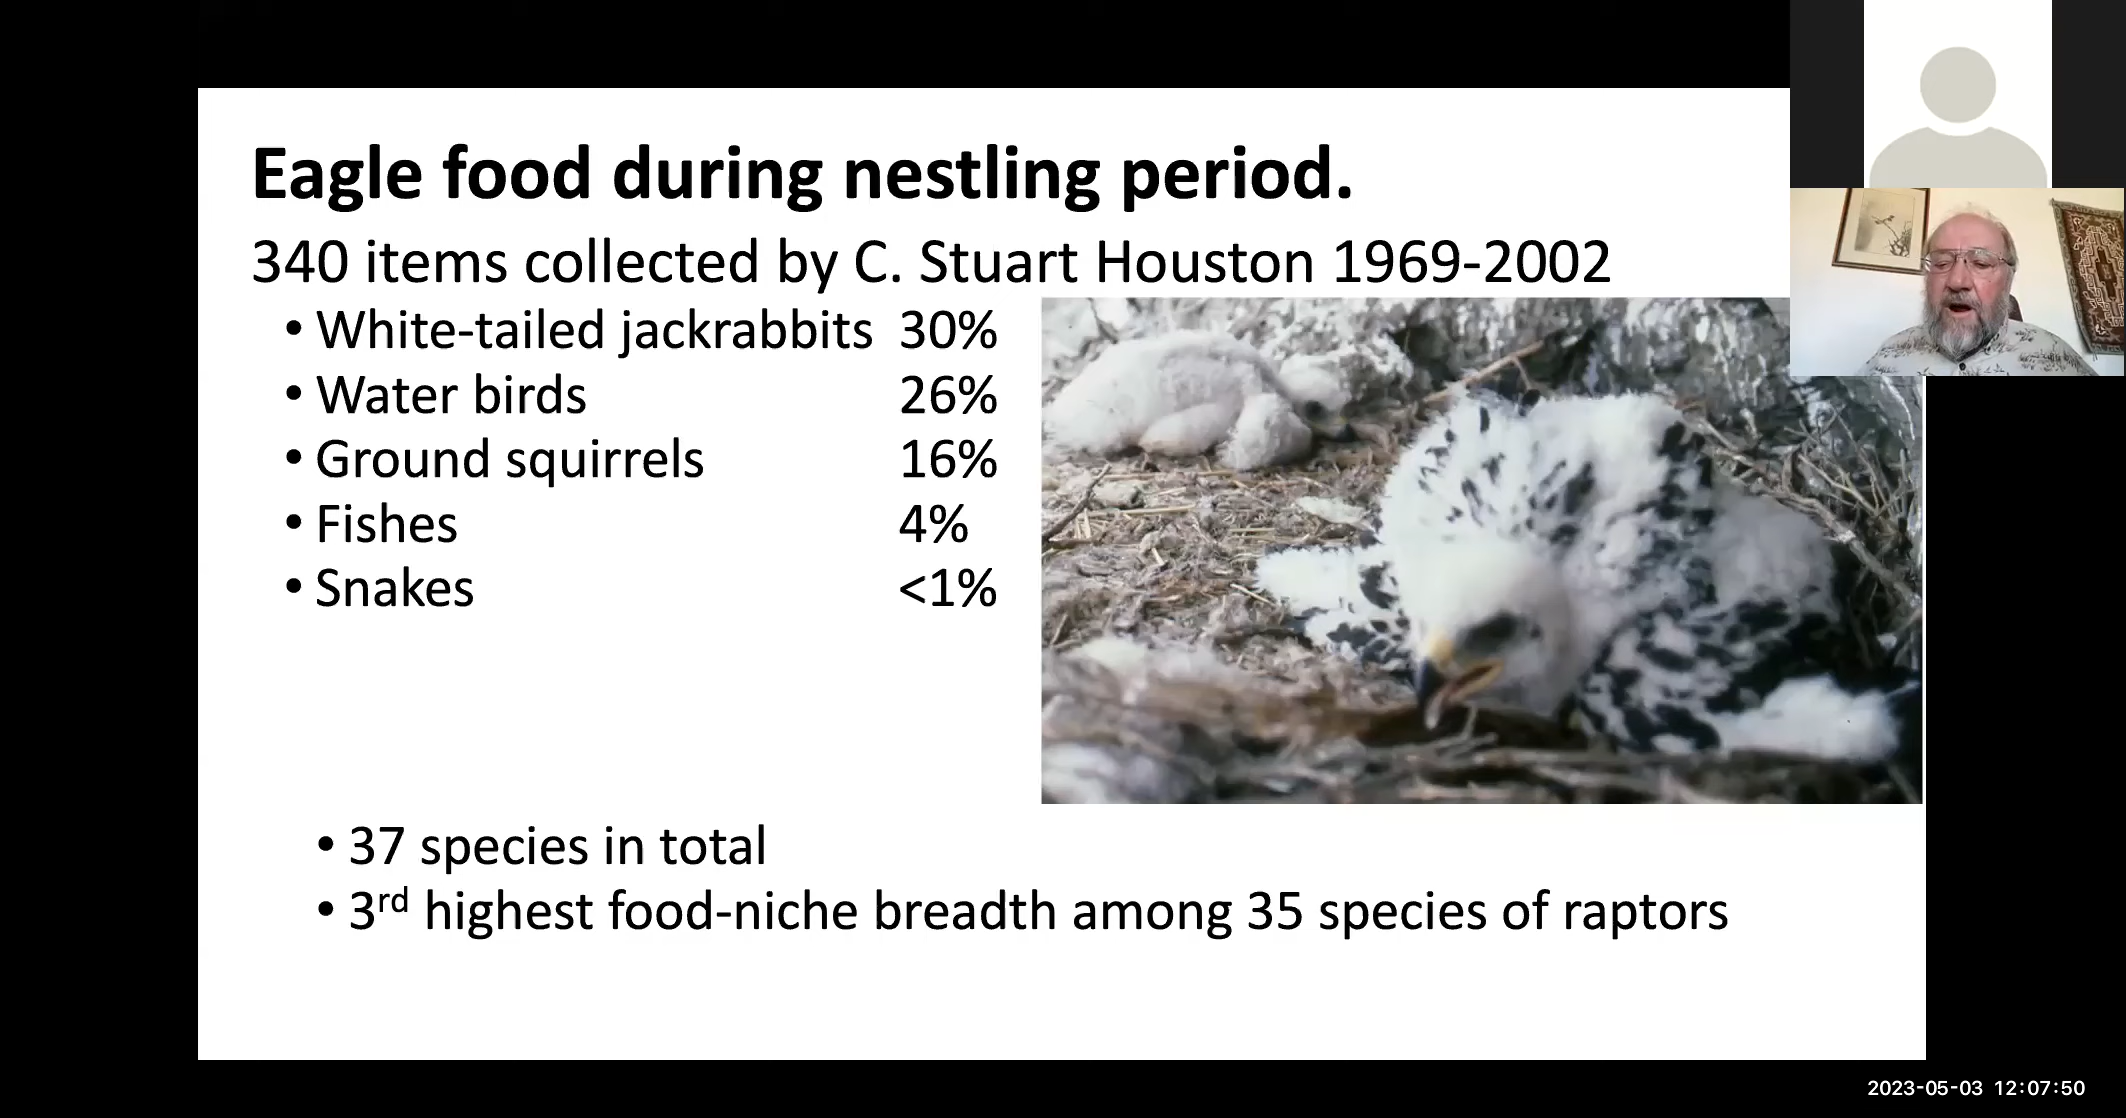 Eagle food during nestling period.
340 items collected by C. Stuart Houston 1969-2002
• White-tailed jackrabbits 30%
• Water birds 26%
• Ground squirrels 16%
• Fishes 4%
• Snakes <1%
• 37 species in total
• 3rd highest food-niche breadth among 35 species of raptors
2023-05-03 12:07:50